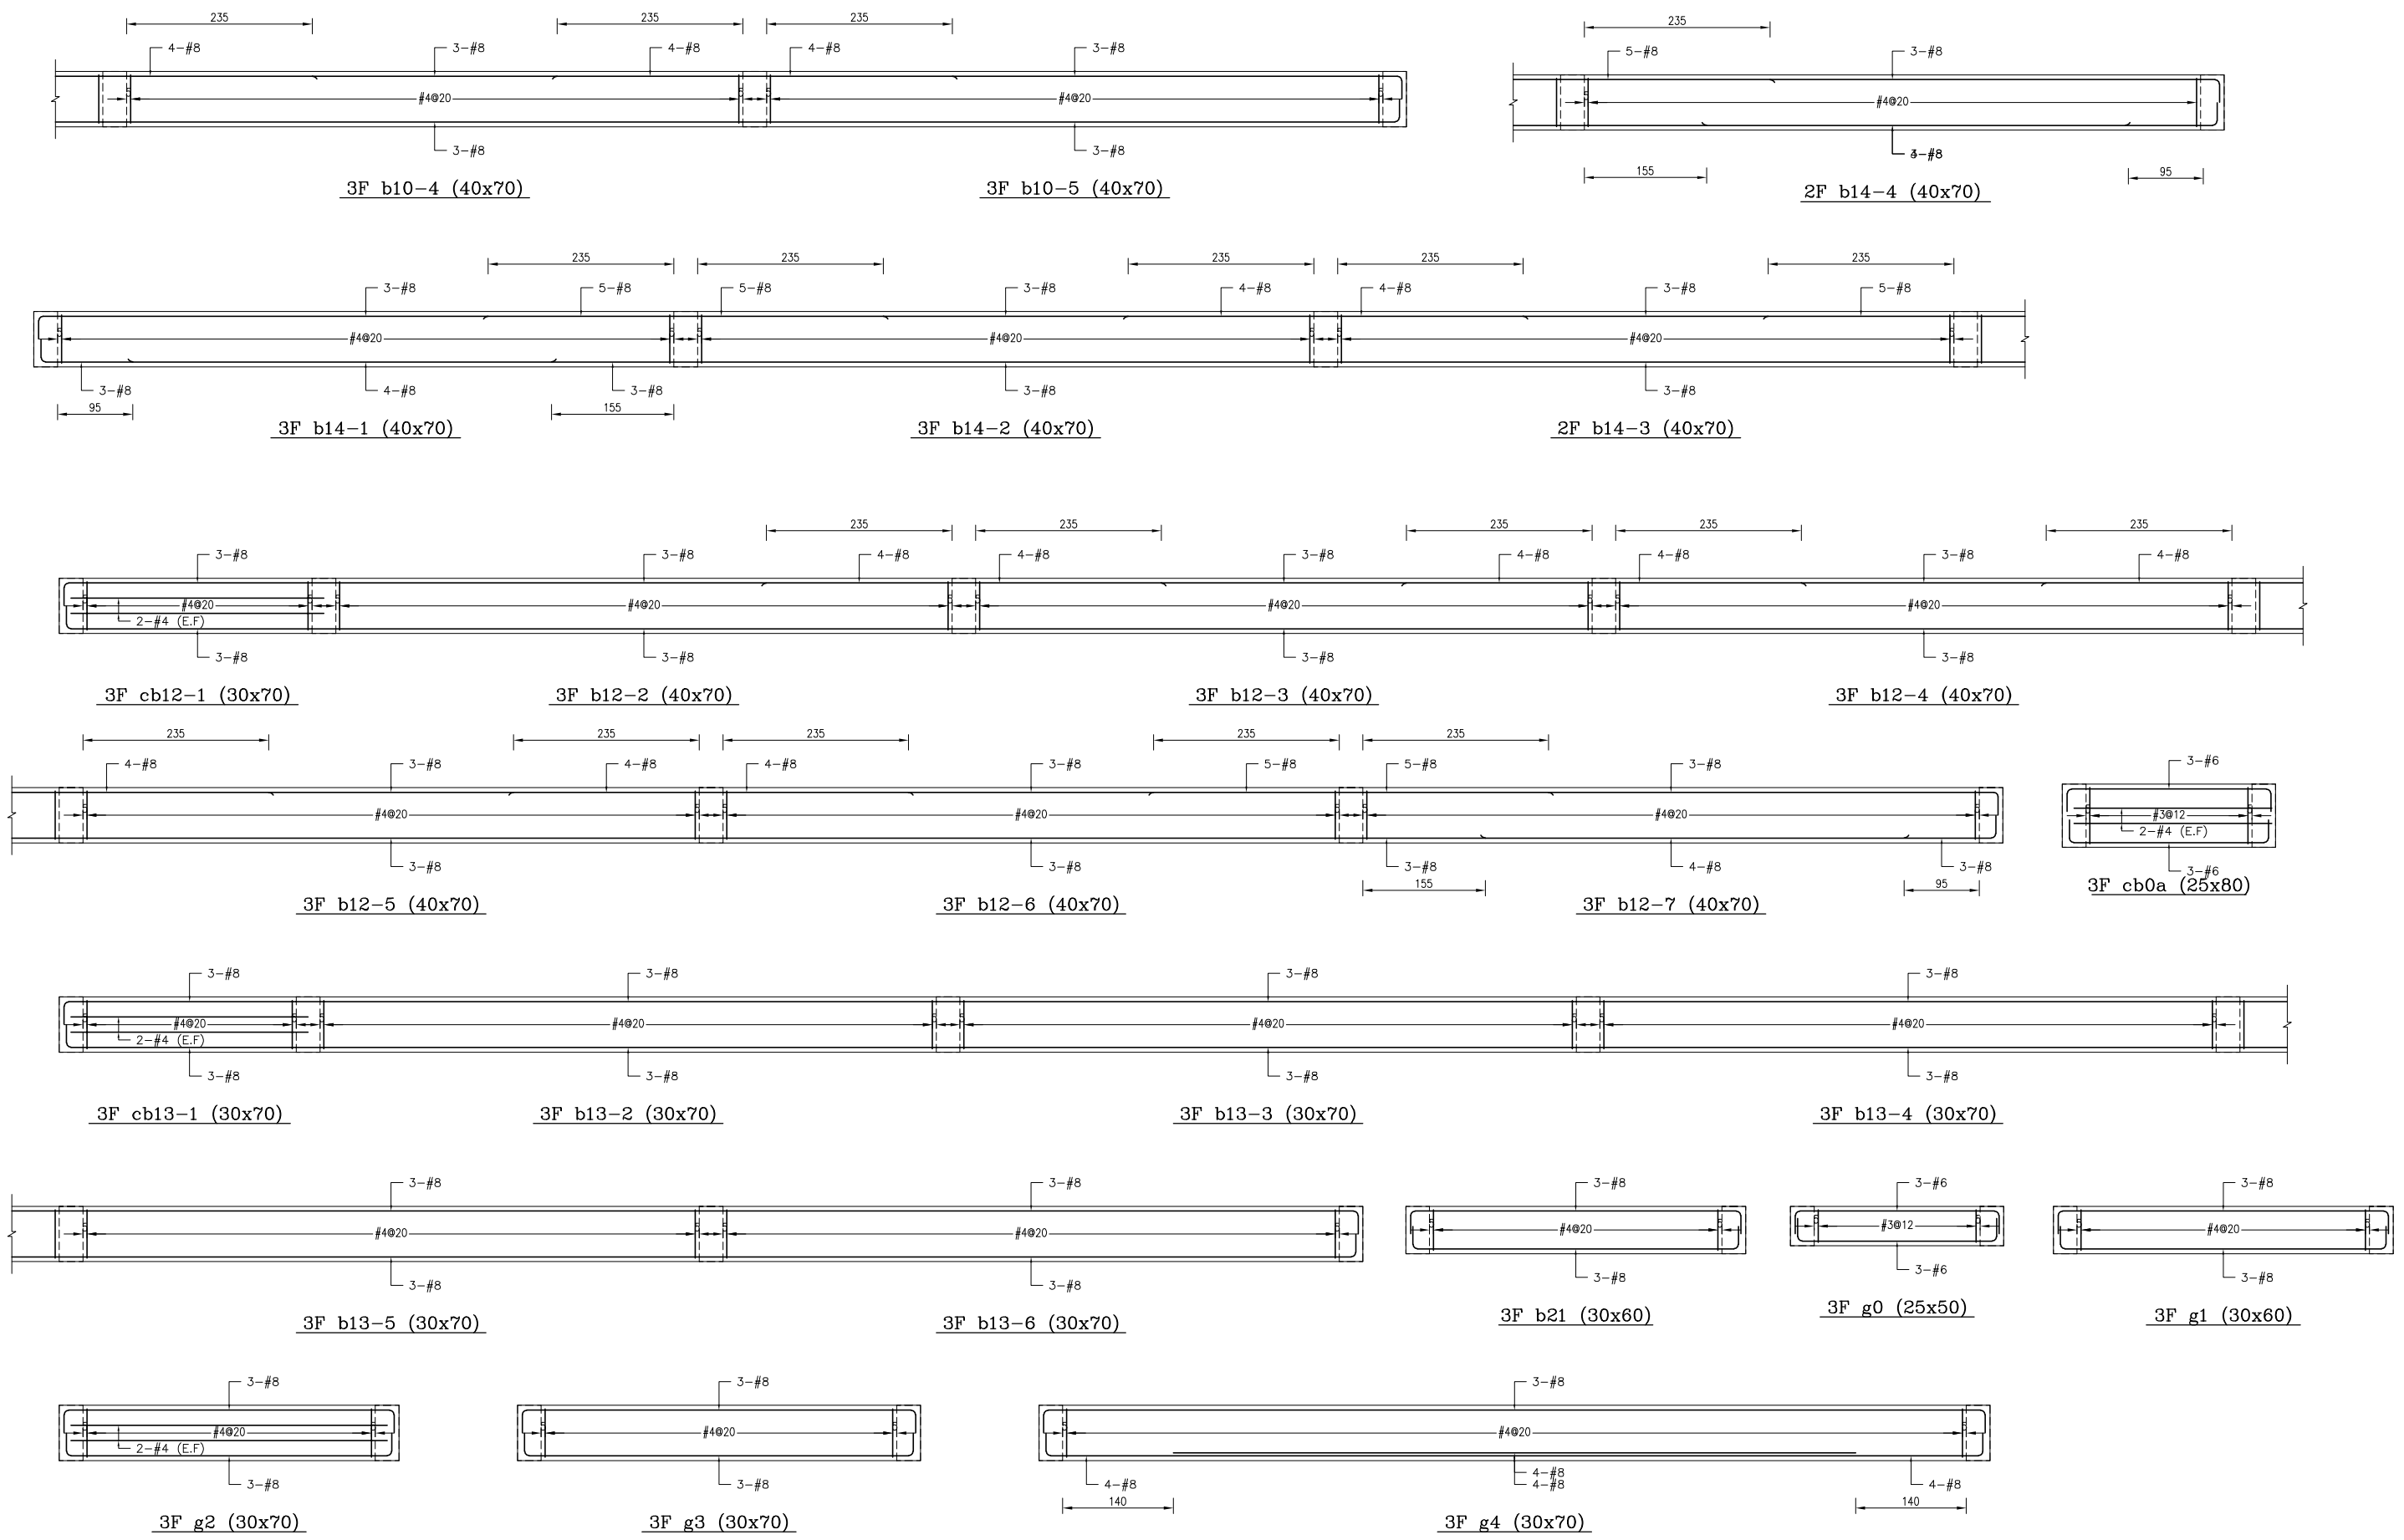 235 235 235 235
4-#8 3-#8 4-#8 4-#8 3-#8 5-#8 3-#8
#4@20 #4@20 #4@20
3-#8 3-#8 3-#8
155 95
3F b10-4 (40x70) 3F b10-5 (40x70) 2F b14-4 (40x70)
235 235 235 235 235
3-#8 5-#8 5-#8 3-#8 4-#8 4-#8 3-#8 5-#8
#4@20 #4@20 #4@20
3-#8 4-#8 3-#8 3-#8 3-#8
95 155
3F b14-1 (40x70) 3F b14-2 (40x70) 2F b14-3 (40x70)
235 235 235 235 235
3-#8 3-#8 4-#8 4-#8 3-#8 4-#8 4-#8 3-#8 4-#8
#4@20 #4@20 #4@20 #4@20
2-#4 (E.F)
3-#8 3-#8 3-#8 3-#8
3F cb12-1 (30x70) 3F b12-2 (40x70) 3F b12-3 (40x70) 3F b12-4 (40x70)
235 235 235 235 235
4-#8 3-#8 4-#8 4-#8 3-#8 5-#8 5-#8 3-#8 3-#6
#4@20 #4@20 #4@20 #3@12
2-#4 (E.F)
3-#8 3-#8 3-#8 4-#8 3-#8 3-#6
155 95
3F b12-5 (40x70) 3F b12-6 (40x70) 3F b12-7 (40x70) 3F cb0a (25x80)
3-#8 3-#8 3-#8 3-#8
#4@20 #4@20 #4@20 #4@20
2-#4 (E.F)
3-#8 3-#8 3-#8 3-#8
3F cb13-1 (30x70) 3F b13-2 (30x70) 3F b13-3 (30x70) 3F b13-4 (30x70)
3-#8 3-#8 3-#8 3-#6 3-#8
#4@20 #4@20 #4@20 #3@12 #4@20
3-#8 3-#8 3-#8 3-#6 3-#8
3F b13-5 (30x70) 3F b13-6 (30x70) 3F b21 (30x60) 3F g0 (25x50) 3F g1 (30x60)
3-#8 3-#8 3-#8
#4@20 #4@20 #4@20
2-#4 (E.F)
3-#8 3-#8 4-#8 4-#8 4-#8 4-#8
140 140
3F g2 (30x70) 3F g3 (30x70) 3F g4 (30x70)